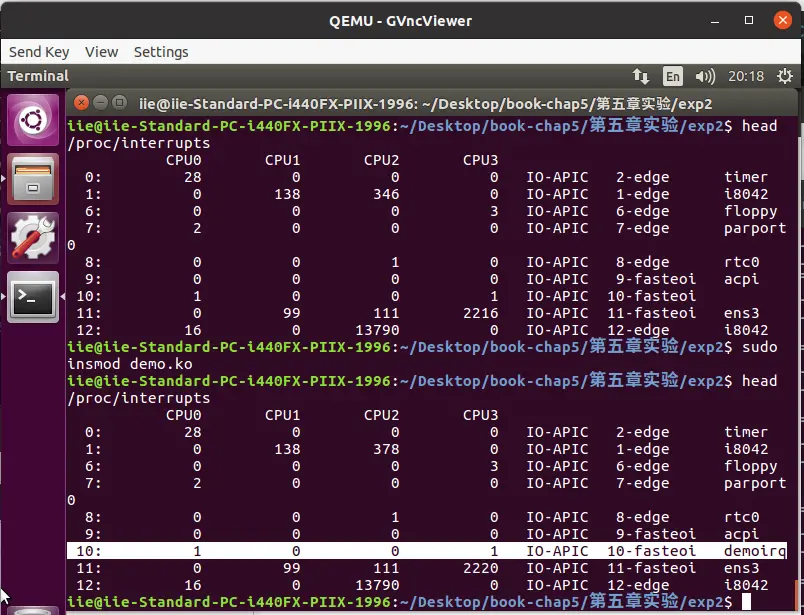 QEMU - GVncViewer
Send Key View Settings
Terminal En 20:18
iie@iie-Standard-PC-i440FX-PIIX-1996: ~/Desktop/book-chap5/第五章实验/exp2
iie@iie-Standard-PC-i440FX-PIIX-1996:~/Desktop/book-chap5/第五章实验/exp2$ head
/proc/interrupts
CPU0 CPU1 CPU2 CPU3
0: 28 0 0 0 IO-APIC 2-edge timer
1: 0 138 346 0 IO-APIC 1-edge i8042
6: 0 0 0 3 IO-APIC 6-edge floppy
7: 2 0 0 0 IO-APIC 7-edge parport
0
8: 0 0 1 0 IO-APIC 8-edge rtc0
9: 0 0 0 0 IO-APIC 9-fasteoi acpi
10: 1 0 0 1 IO-APIC 10-fasteoi
11: 0 99 111 2216 IO-APIC 11-fasteoi ens3
12: 16 0 13790 0 IO-APIC 12-edge i8042
iie@iie-Standard-PC-i440FX-PIIX-1996:~/Desktop/book-chap5/第五章实验/exp2$ sudo
insmod demo.ko
iie@iie-Standard-PC-i440FX-PIIX-1996:~/Desktop/book-chap5/第五章实验/exp2$ head
/proc/interrupts
CPU0 CPU1 CPU2 CPU3
0: 28 0 0 0 IO-APIC 2-edge timer
1: 0 138 378 0 IO-APIC 1-edge i8042
6: 0 0 0 3 IO-APIC 6-edge floppy
7: 2 0 0 0 IO-APIC 7-edge parport
0
8: 0 0 1 0 IO-APIC 8-edge rtc0
9: 0 0 0 0 IO-APIC 9-fasteoi acpi
10: 1 0 0 1 IO-APIC 10-fasteoi demoirq
11: 0 99 111 2220 IO-APIC 11-fasteoi ens3
12: 16 0 13790 0 IO-APIC 12-edge i8042
iie@iie-Standard-PC-i440FX-PIIX-1996:~/Desktop/book-chap5/第五章实验/exp2$